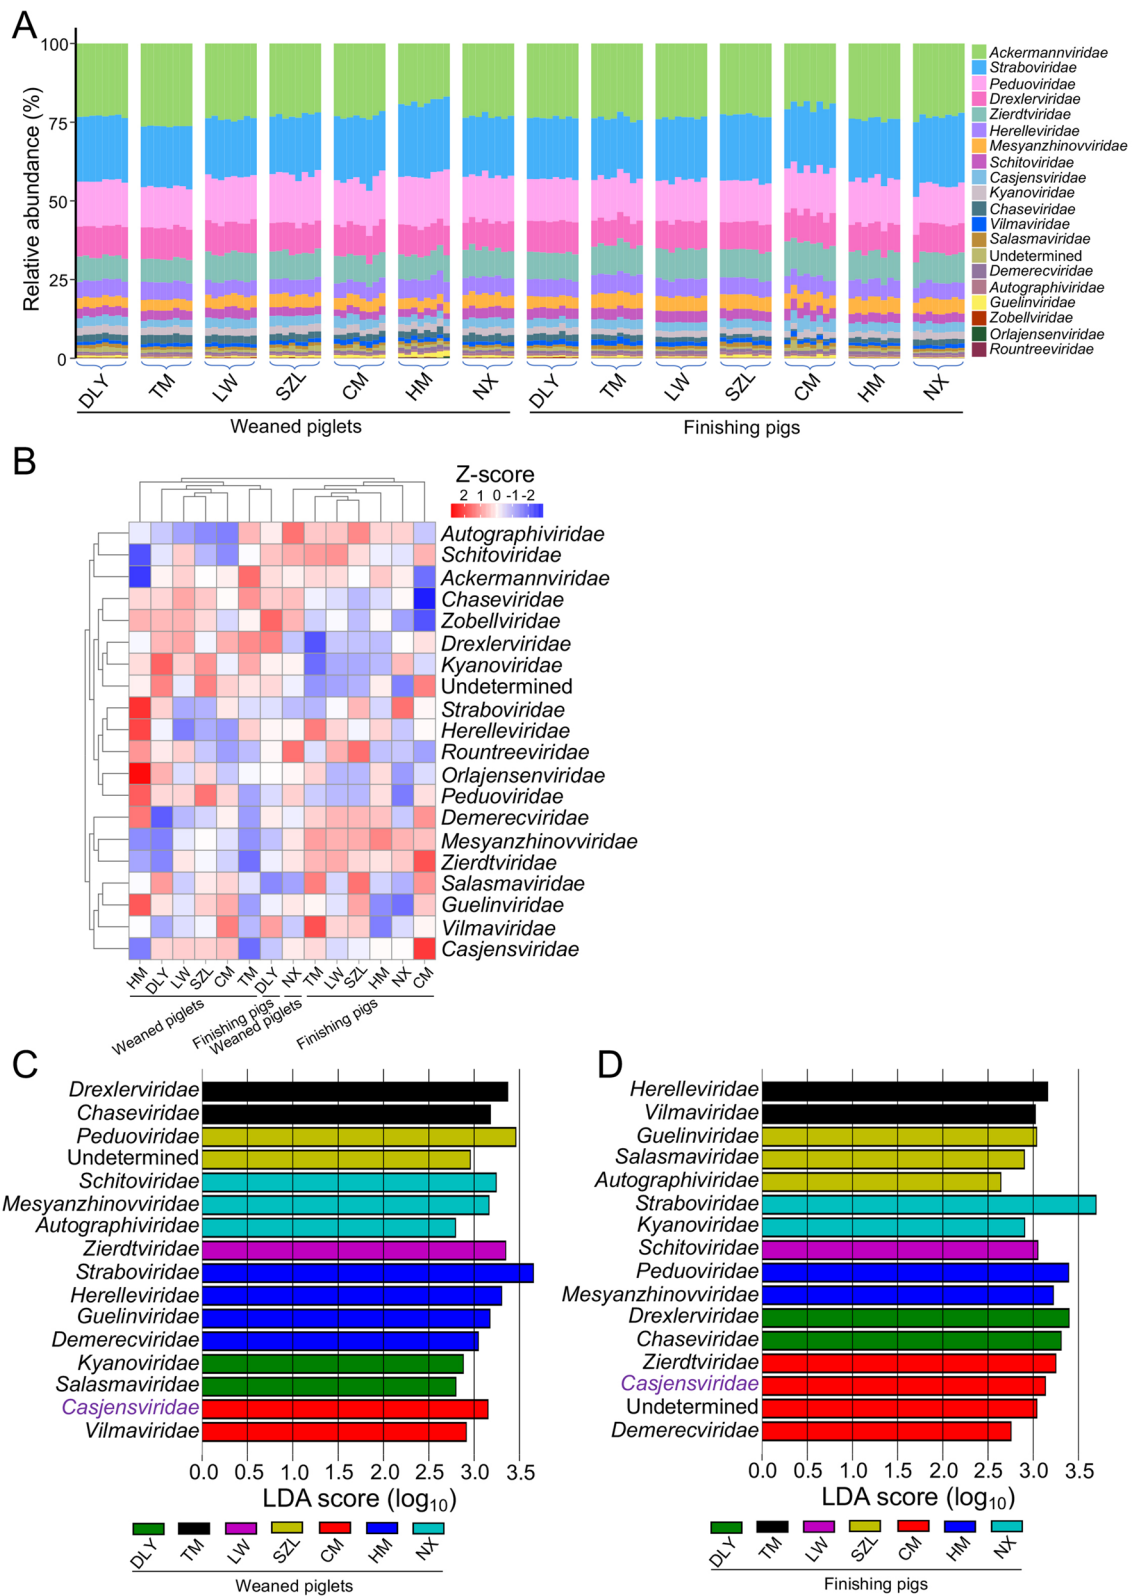 A
Relative abundance (%)
100
75
50
25
0
Ackermannviridae
Straboviridae
Peduoviridae
Drexlerviridae
Zierdtviridae
Herelleviridae
Mesyanzhinovviridae
Schitoviridae
Casjensviridae
Kyanoviridae
Chaseviridae
Vilmaviridae
Salasmaviridae
Undetermined
Demerecviridae
Autographiviridae
Guelinviridae
Zobellviridae
Orlajensenviridae
Rountreeviridae
DLY TM LW SZL CM HM NX DLY TM LW SZL CM HM NX
Weaned piglets Finishing pigs
B
Z-score
2 1 0 -1 -2
Autographiviridae
Schitoviridae
Ackermannviridae
Chaseviridae
Zobellviridae
Drexlerviridae
Kyanoviridae
Undetermined
Straboviridae
Herelleviridae
Rountreeviridae
Orlajensenviridae
Peduoviridae
Demerecviridae
Mesyanzhinovviridae
Zierdtviridae
Salasmaviridae
Guelinviridae
Vilmaviridae
Casjensviridae
HM DLY LW SZL CM TM DLY NX TM LW SZL HM NX CM
Weaned piglets Finishing pigs Weaned piglets Finishing pigs
C
Drexlerviridae
Chaseviridae
Peduoviridae
Undetermined
Schitoviridae
Mesyanzhinovviridae
Autographiviridae
Zierdtviridae
Straboviridae
Herelleviridae
Guelinviridae
Demerecviridae
Kyanoviridae
Salasmaviridae
Casjensviridae
Vilmaviridae
0.0 0.5 1.0 1.5 2.0 2.5 3.0 3.5
LDA score (log10)
DLY TM LW SZL CM HM NX
Weaned piglets
D
Herelleviridae
Vilmaviridae
Guelinviridae
Salasmaviridae
Autographiviridae
Straboviridae
Kyanoviridae
Schitoviridae
Peduoviridae
Mesyanzhinovviridae
Drexlerviridae
Chaseviridae
Zierdtviridae
Casjensviridae
Undetermined
Demerecviridae
0.0 0.5 1.0 1.5 2.0 2.5 3.0 3.5
LDA score (log10)
DLY TM LW SZL CM HM NX
Finishing pigs